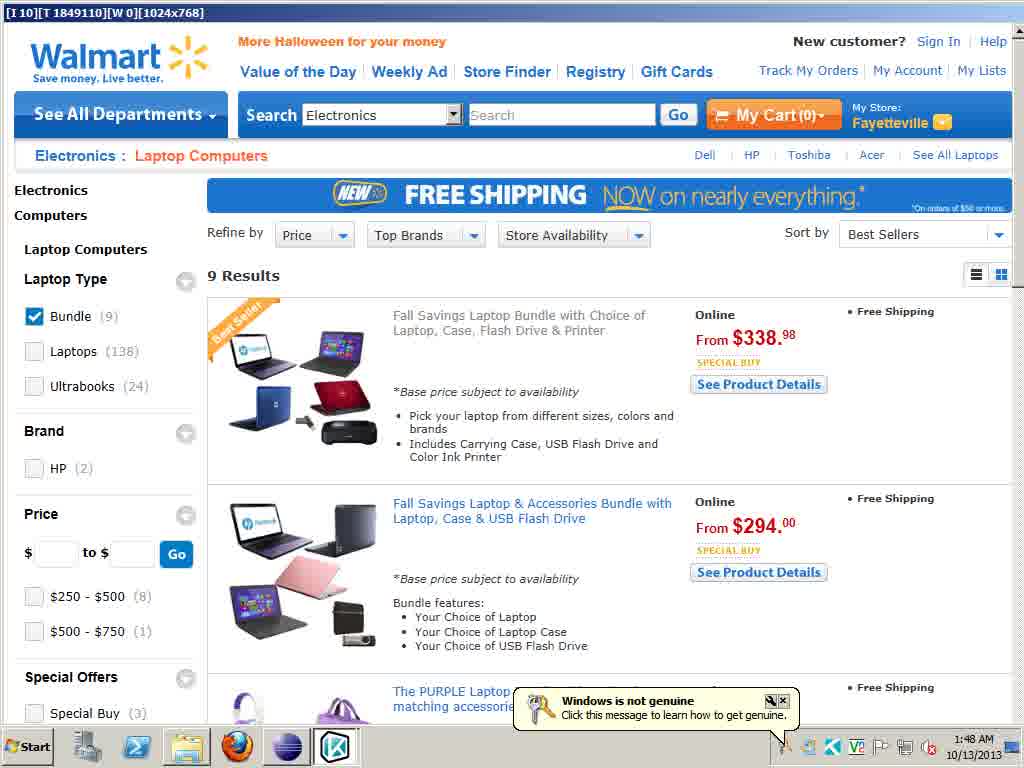 [I 10][T 1849110][W 0][1024x768]
Walmart
Save money. Live better.
More Halloween for your money
New customer? Sign In | Help
Value of the Day | Weekly Ad | Store Finder | Registry | Gift Cards
Track My Orders | My Account | My Lists
See All Departments
Search Electronics Search Go
My Cart (0)
My Store:
Fayetteville
Electronics : Laptop Computers
Dell | HP | Toshiba | Acer | See All Laptops
Electronics
Computers
Laptop Computers
Laptop Type
Bundle (9)
Laptops (138)
Ultrabooks (24)
Brand
HP (2)
Price
$ to $ Go
$250 - $500 (8)
$500 - $750 (1)
Special Offers
Special Buy (3)
NEW FREE SHIPPING NOW on nearly everything.*
*On orders of $50 or more.
Refine by Price Top Brands Store Availability
Sort by Best Sellers
9 Results
Best Seller
Fall Savings Laptop Bundle with Choice of
Laptop, Case, Flash Drive & Printer
*Base price subject to availability
• Pick your laptop from different sizes, colors and
brands
• Includes Carrying Case, USB Flash Drive and
Color Ink Printer
Online
From $338.98
SPECIAL BUY
See Product Details
• Free Shipping
Fall Savings Laptop & Accessories Bundle with
Laptop, Case & USB Flash Drive
*Base price subject to availability
Bundle features:
• Your Choice of Laptop
• Your Choice of Laptop Case
• Your Choice of USB Flash Drive
Online
From $294.00
SPECIAL BUY
See Product Details
• Free Shipping
The PURPLE Laptop
matching accessorie
• Free Shipping
Windows is not genuine
Click this message to learn how to get genuine.
Start
1:48 AM
10/13/2013